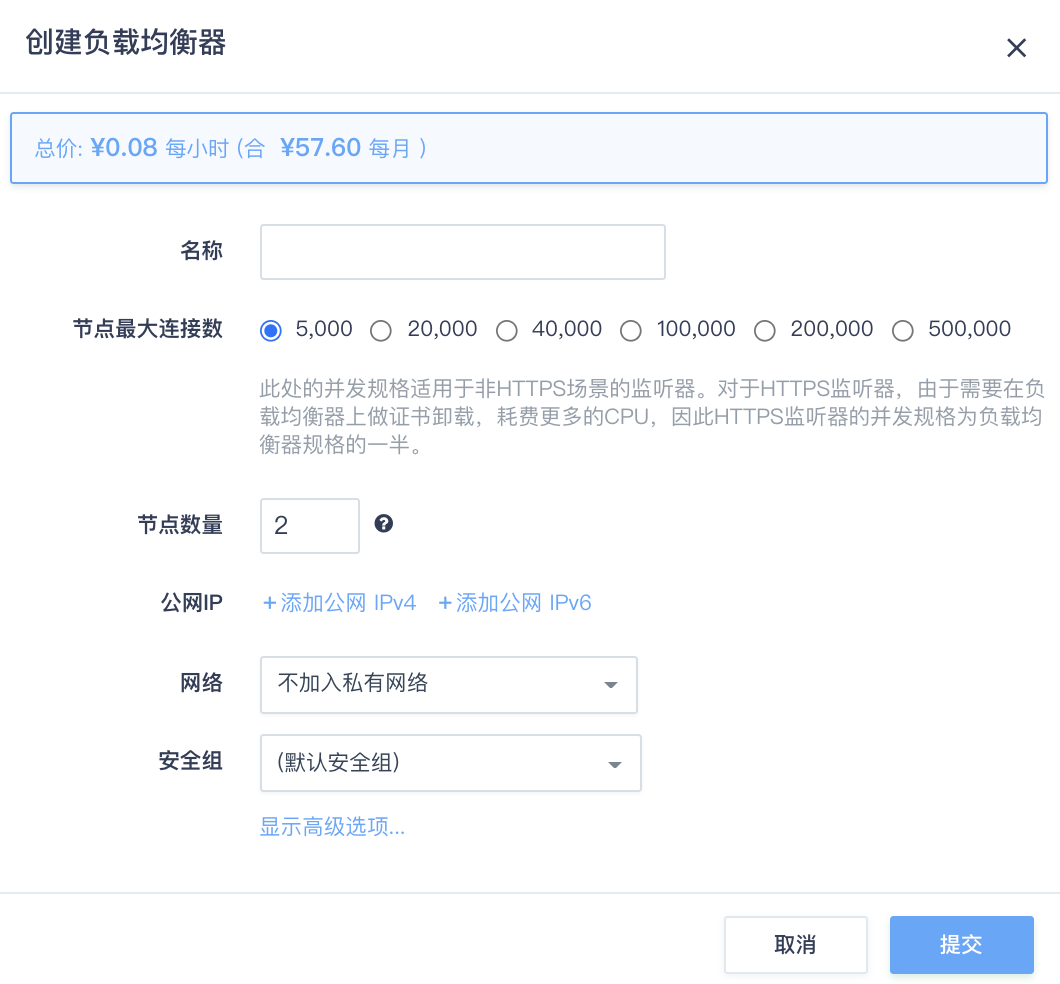 创建负载均衡器
总价: ¥0.08 每小时 (合 ¥57.60 每月 )
名称
节点最大连接数 5,000 20,000 40,000 100,000 200,000 500,000
此处的并发规格适用于非HTTPS场景的监听器。对于HTTPS监听器，由于需要在负
载均衡器上做证书卸载，耗费更多的CPU，因此HTTPS监听器的并发规格为负载均
衡器规格的一半。
节点数量 2
公网IP +添加公网 IPv4 +添加公网 IPv6
网络 不加入私有网络
安全组 (默认安全组)
显示高级选项...
取消 提交